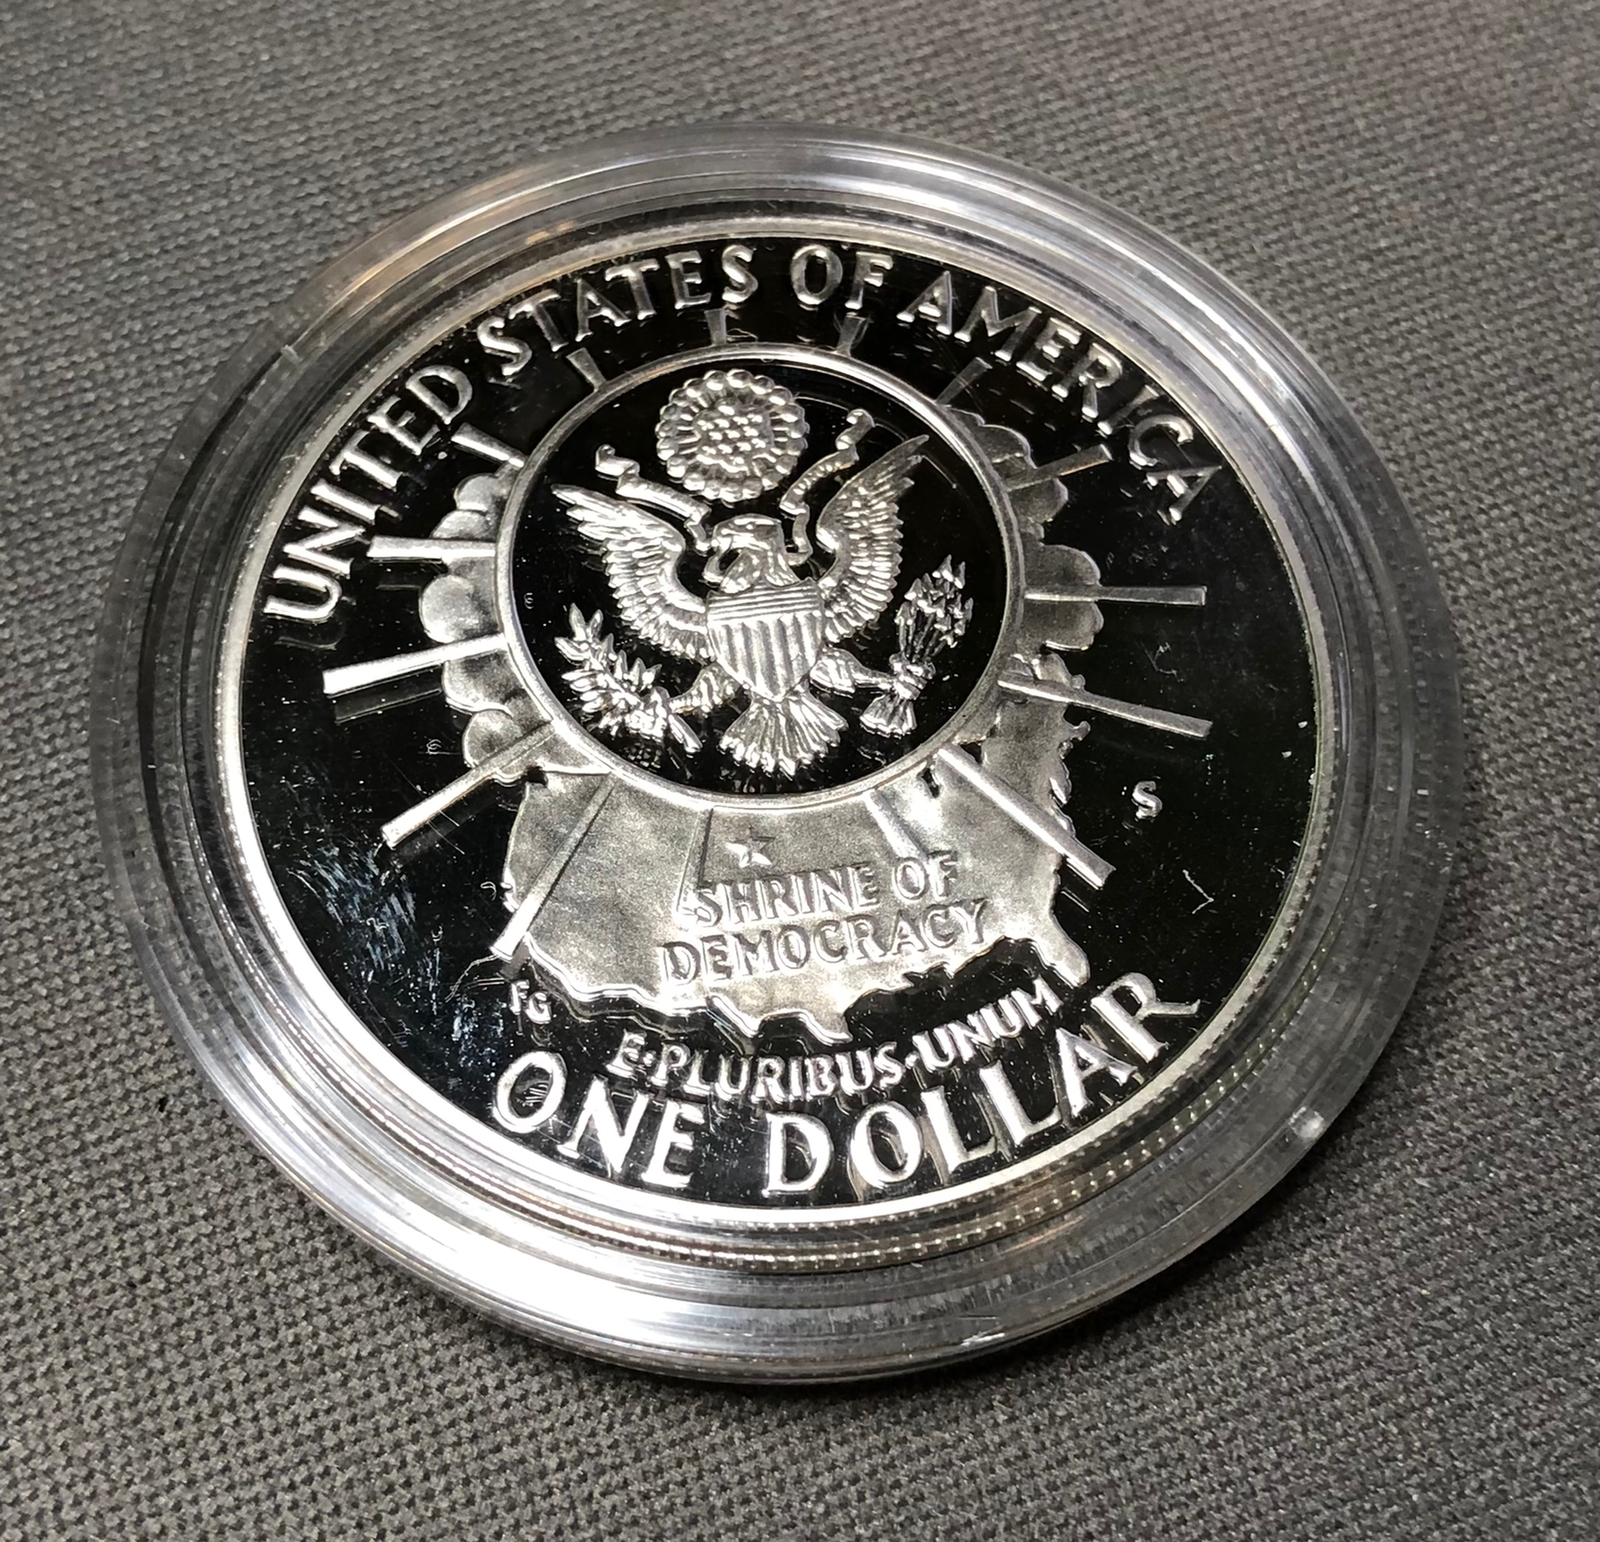 UNITED STATES OF AMERICA
S
SHRINE OF
DEMOCRACY
FG
E·PLURIBUS·UNUM
ONE DOLLAR